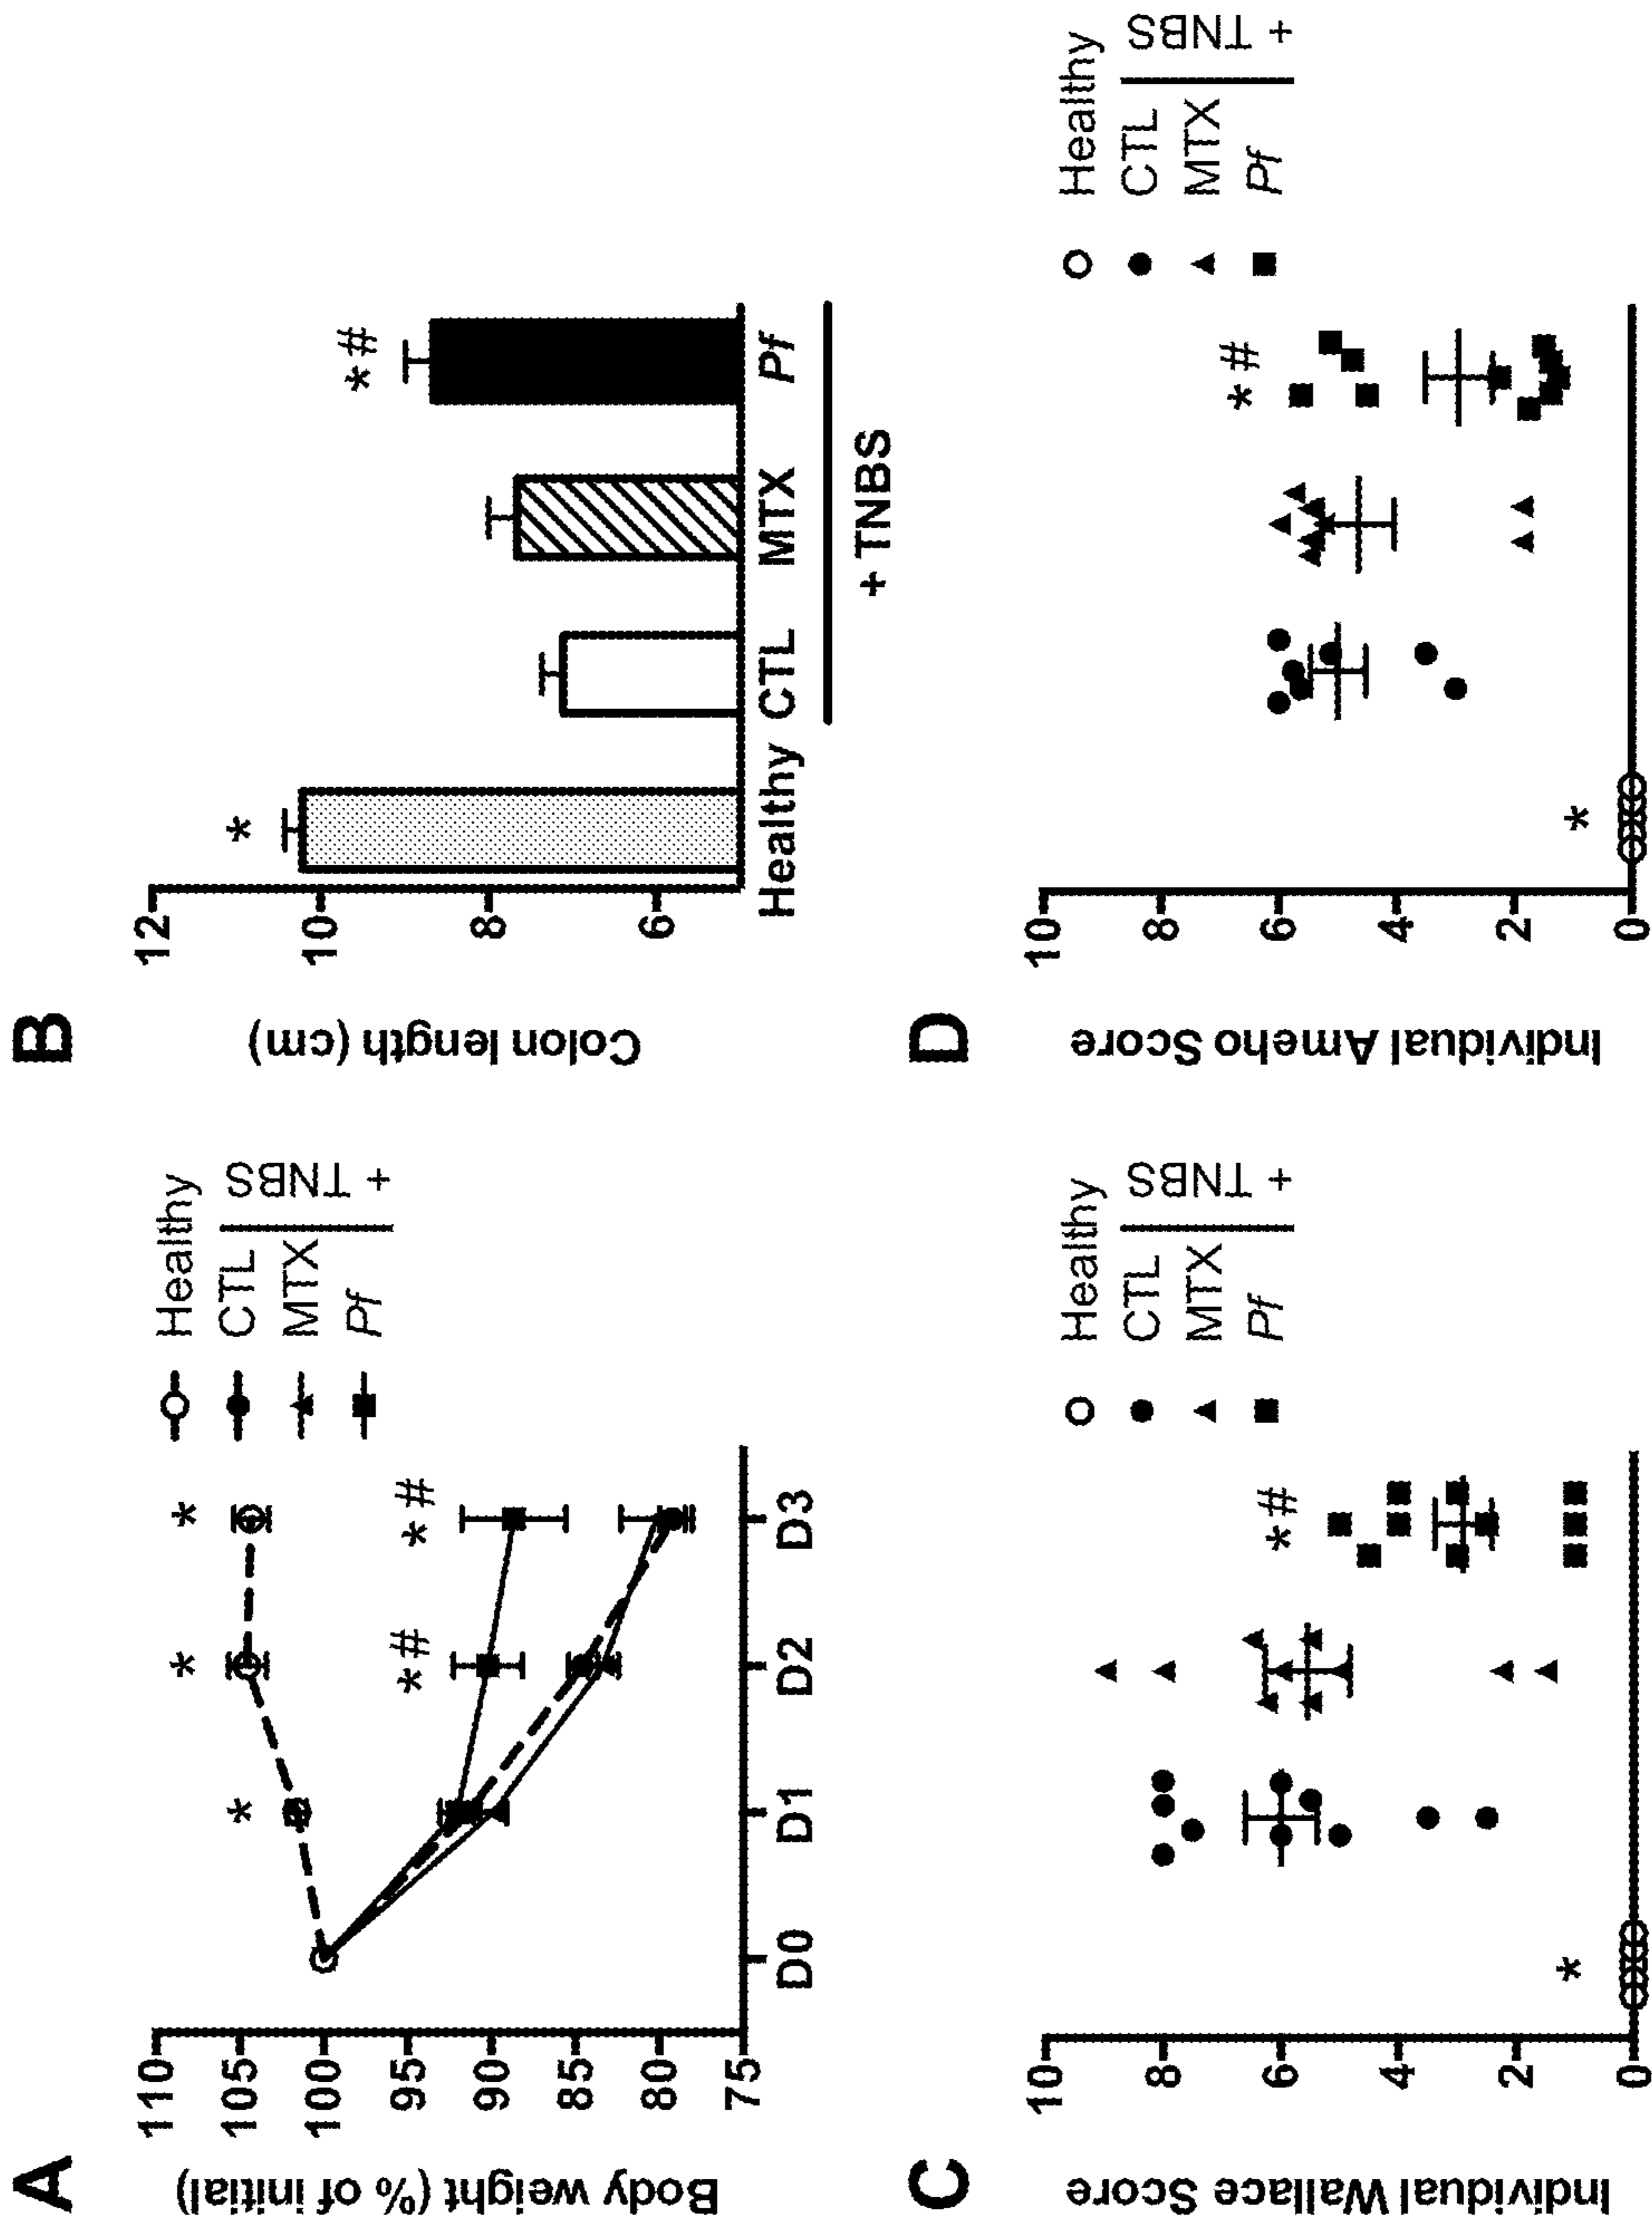 A
Body weight (% of initial)
110
105
100
95
90
85
80
75
D0 D1 D2 D3
* * *
*# *#
Healthy
CTL
MTX
Pf
+ TNBS
B
Colon length (cm)
12
10
8
6
*
*#
Healthy CTL MTX Pf
+ TNBS
C
Individual Wallace Score
10
8
6
4
2
0
*
*#
Healthy
CTL
MTX
Pf
+ TNBS
D
Individual Ameho Score
10
8
6
4
2
0
*
*#
Healthy
CTL
MTX
Pf
+ TNBS